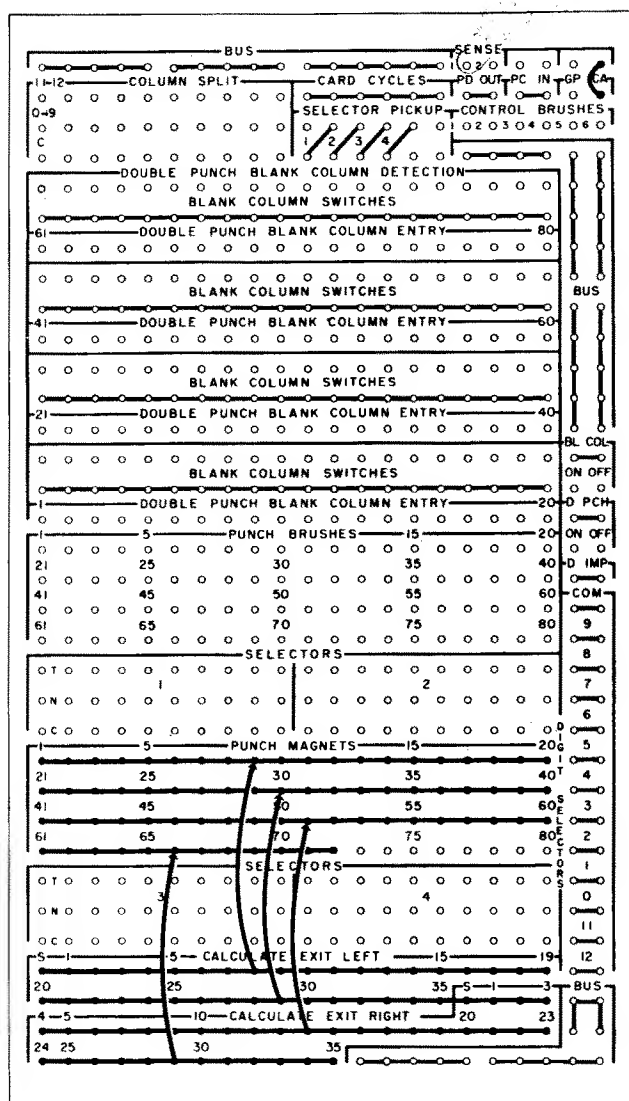 BUS SENSE
2
11-12 COLUMN SPLIT CARD CYCLES PD OUT PC IN GP CA
0-9 SELECTOR PICKUP CONTROL BRUSHES
1 2 3 4 5 6
C 1 2 3 4
DOUBLE PUNCH BLANK COLUMN DETECTION
BLANK COLUMN SWITCHES
61 DOUBLE PUNCH BLANK COLUMN ENTRY 80
BLANK COLUMN SWITCHES BUS
41 DOUBLE PUNCH BLANK COLUMN ENTRY 60
BLANK COLUMN SWITCHES
21 DOUBLE PUNCH BLANK COLUMN ENTRY 40
BL COL
BLANK COLUMN SWITCHES ON OFF
1 DOUBLE PUNCH BLANK COLUMN ENTRY 20 D PCH
1 5 PUNCH BRUSHES 15 20 ON OFF
21 25 30 35 40 D IMP
41 45 50 55 60 COM
61 65 70 75 80 9
SELECTORS 8
T 1 2 7
N 6
C
1 5 PUNCH MAGNETS 15 20 5
21 25 30 35 40 4
41 45 50 55 60 3
61 65 70 75 80 2
DIGIT SELECTORS
SELECTORS 1
T 3 4 0
N 11
C
S 1 5 CALCULATE EXIT LEFT 15 19 12
20 25 30 35 S 1 3 BUS
4 5 10 CALCULATE EXIT RIGHT 20 23
24 25 30 35